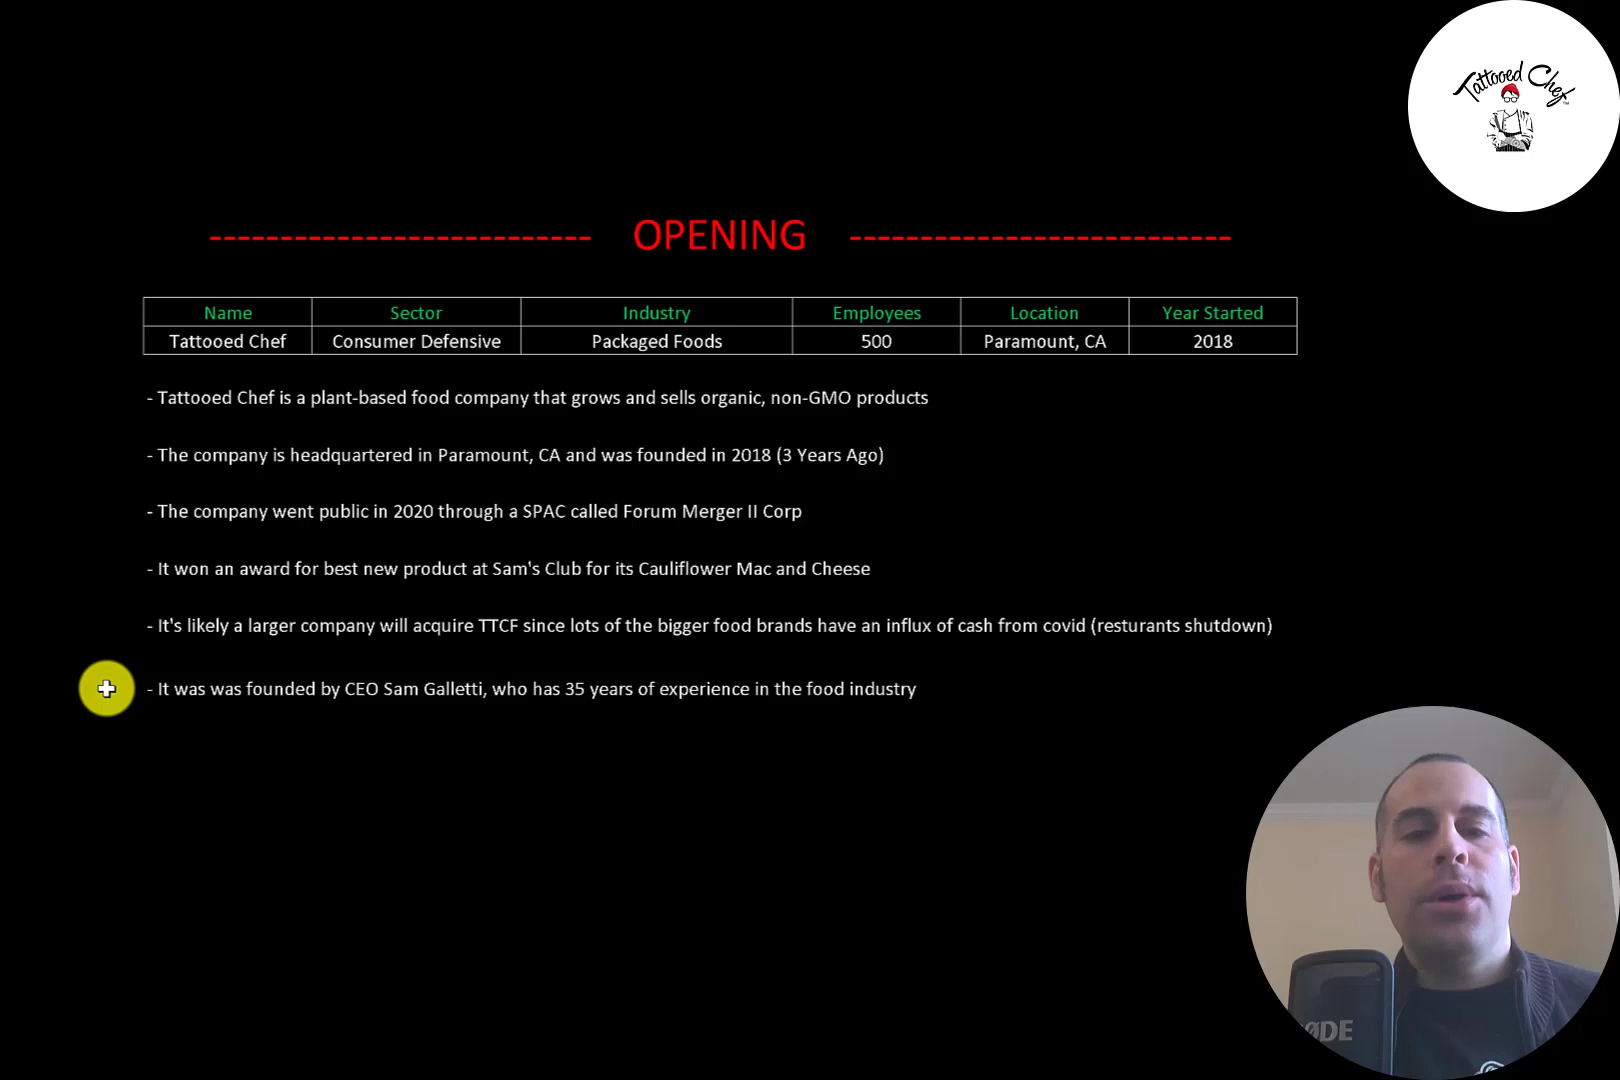 Tattooed Chef
OPENING
Name Sector Industry Employees Location Year Started
Tattooed Chef Consumer Defensive Packaged Foods 500 Paramount, CA 2018
- Tattooed Chef is a plant-based food company that grows and sells organic, non-GMO products
- The company is headquartered in Paramount, CA and was founded in 2018 (3 Years Ago)
- The company went public in 2020 through a SPAC called Forum Merger II Corp
- It won an award for best new product at Sam's Club for its Cauliflower Mac and Cheese
- It's likely a larger company will acquire TTCF since lots of the bigger food brands have an influx of cash from covid (resturants shutdown)
- It was was founded by CEO Sam Galletti, who has 35 years of experience in the food industry
RØDE